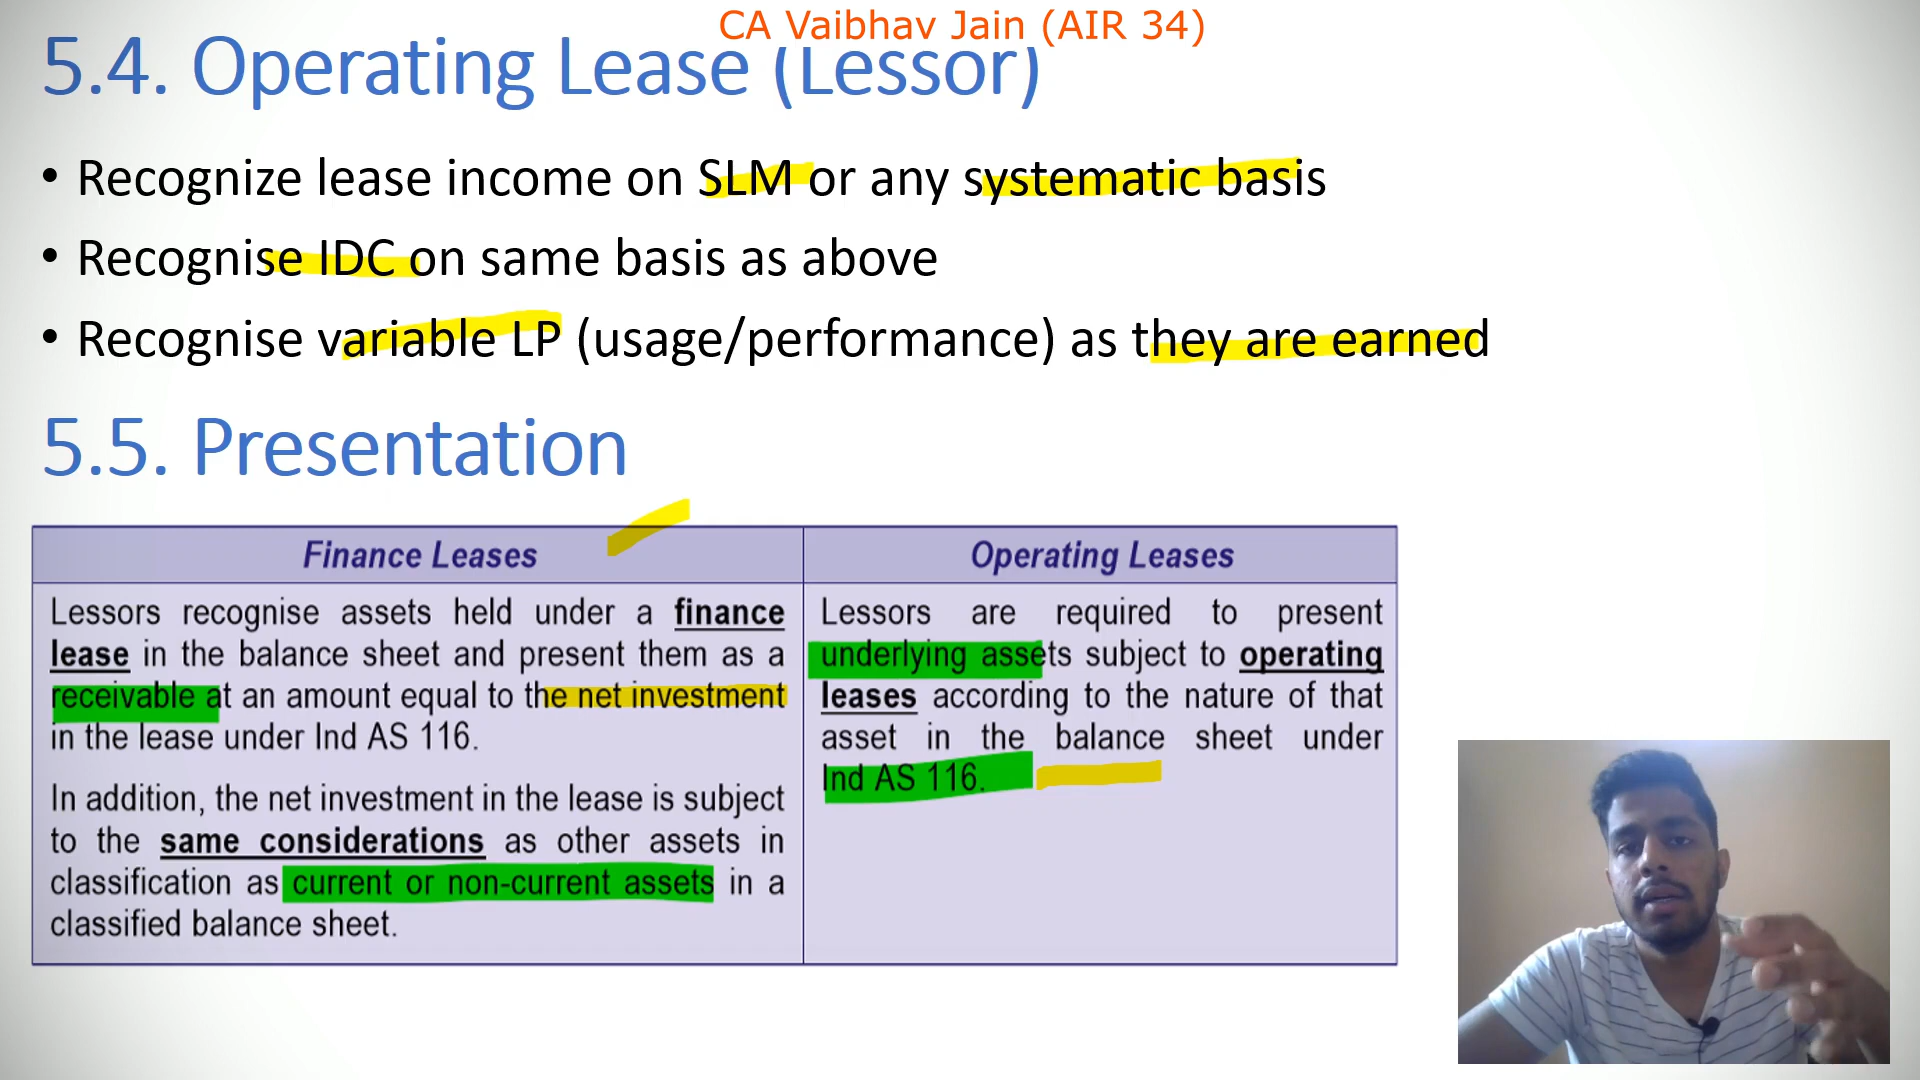 CA Vaibhav Jain (AIR 34)
5.4. Operating Lease (Lessor)
• Recognize lease income on SLM or any systematic basis
• Recognise IDC on same basis as above
• Recognise variable LP (usage/performance) as they are earned
5.5. Presentation
Finance Leases
Lessors recognise assets held under a finance
lease in the balance sheet and present them as a
receivable at an amount equal to the net investment
in the lease under Ind AS 116.
In addition, the net investment in the lease is subject
to the same considerations as other assets in
classification as current or non-current assets in a
classified balance sheet.
Operating Leases
Lessors are required to present
underlying assets subject to operating
leases according to the nature of that
asset in the balance sheet under
Ind AS 116.